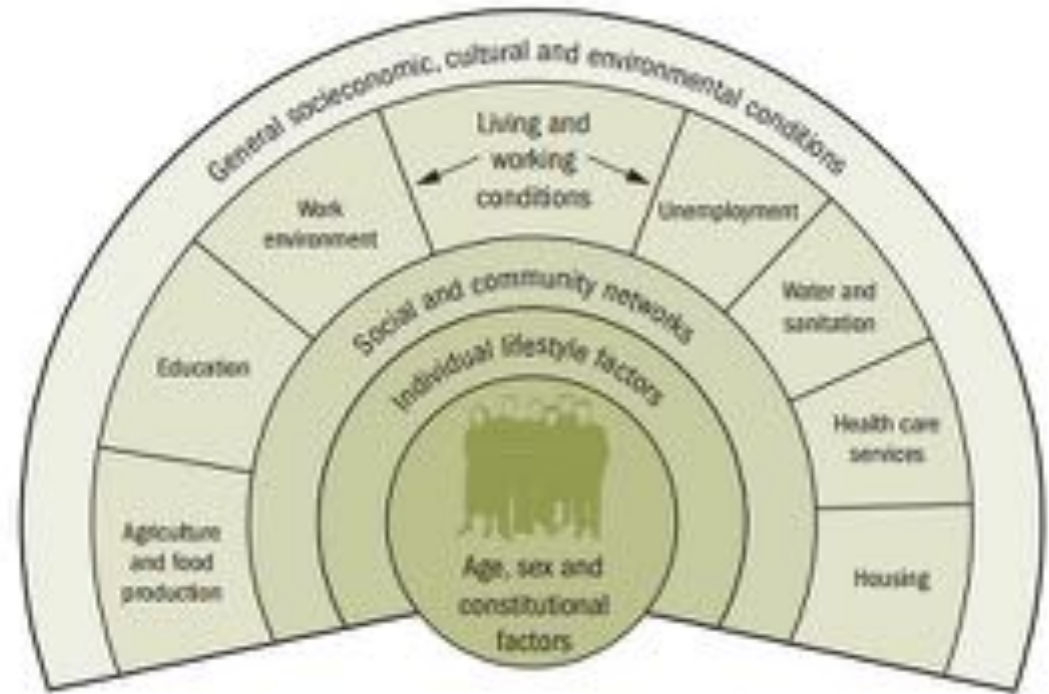 General socieconomic, cultural and environmental conditions
Living and
working
conditions
Work
environment
Unemployment
Education
Water and
sanitation
Agriculture
and food
production
Health care
services
Housing
Social and community networks
Individual lifestyle factors
Age, sex and
constitutional
factors